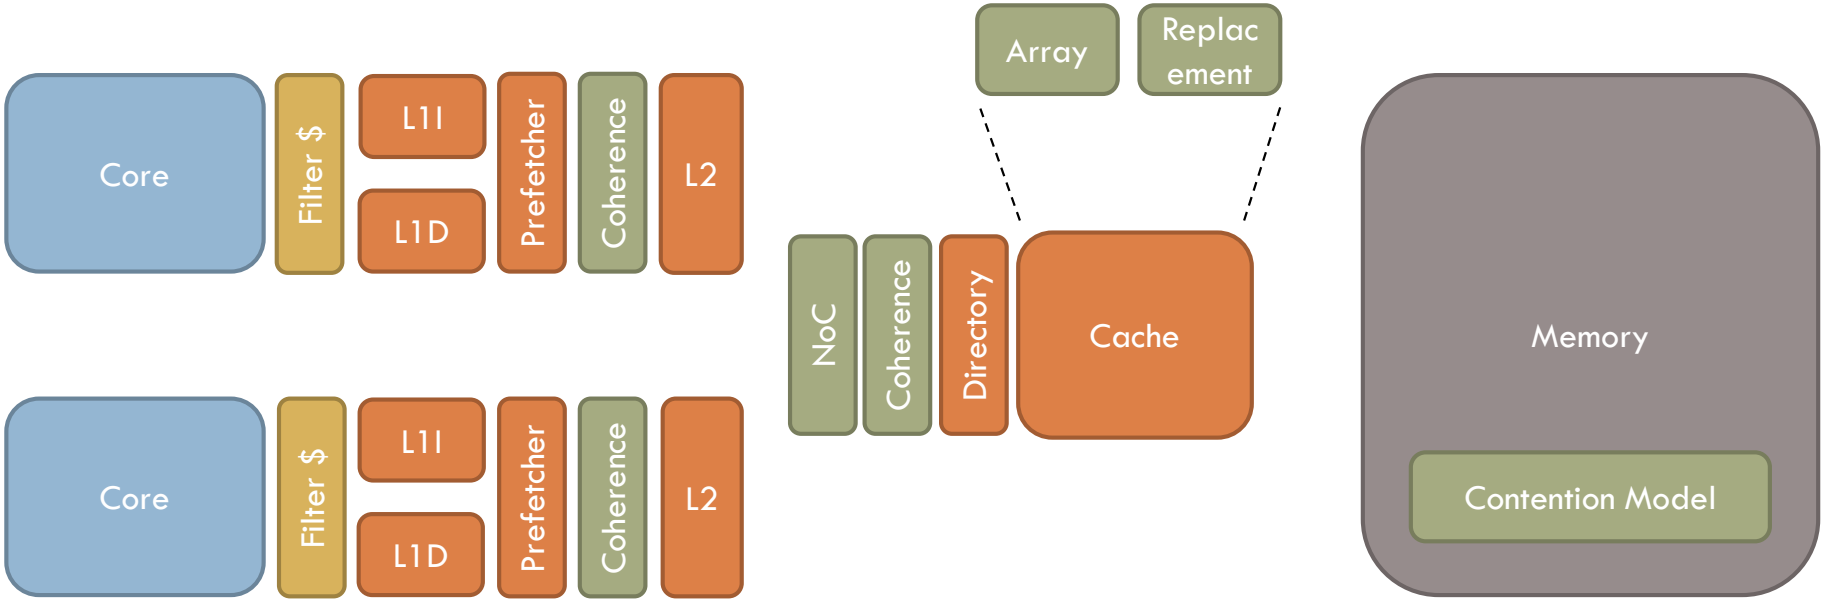 Array
Replac
ement
Core
Filter $
L1I
L1D
Prefetcher
Coherence
L2
NoC
Coherence
Directory
Cache
Memory
Contention Model
Core
Filter $
L1I
L1D
Prefetcher
Coherence
L2